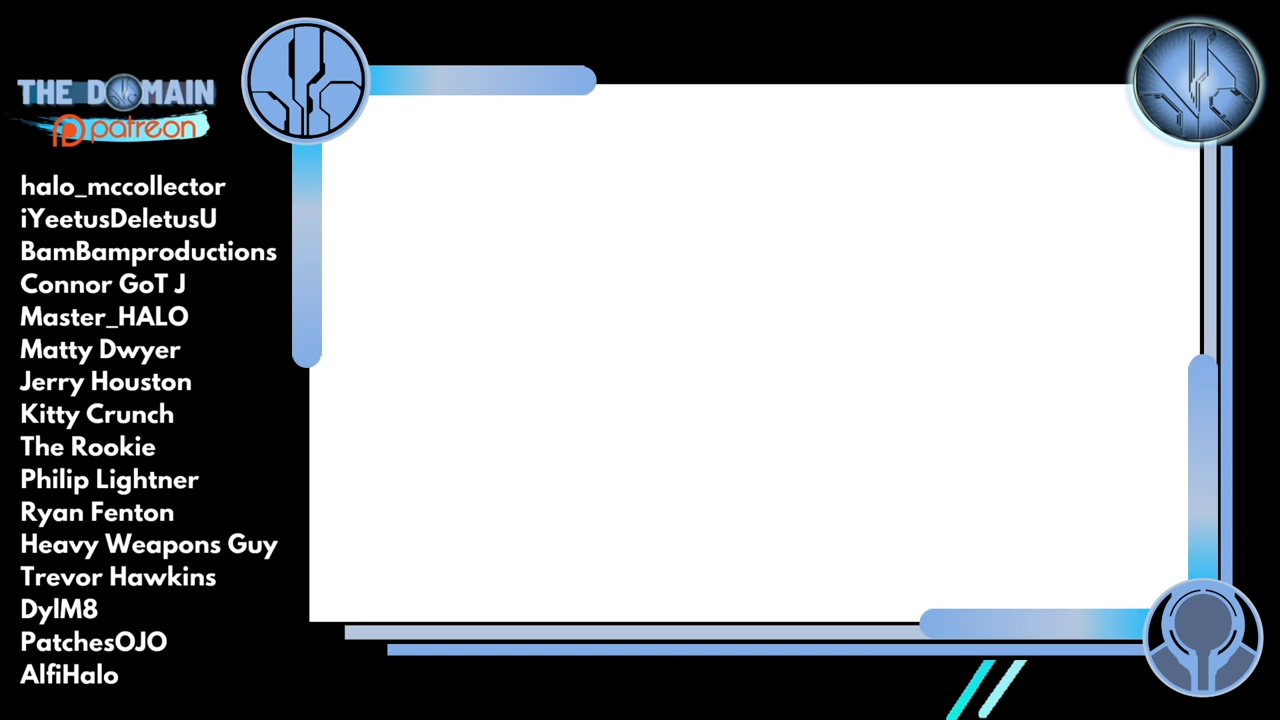 THE DOMAIN
patreon
halo_mccollector
iYeetusDeletusU
BamBamproductions
Connor GoT J
Master_HALO
Matty Dwyer
Jerry Houston
Kitty Crunch
The Rookie
Philip Lightner
Ryan Fenton
Heavy Weapons Guy
Trevor Hawkins
DylM8
PatchesOJO
AlfiHalo